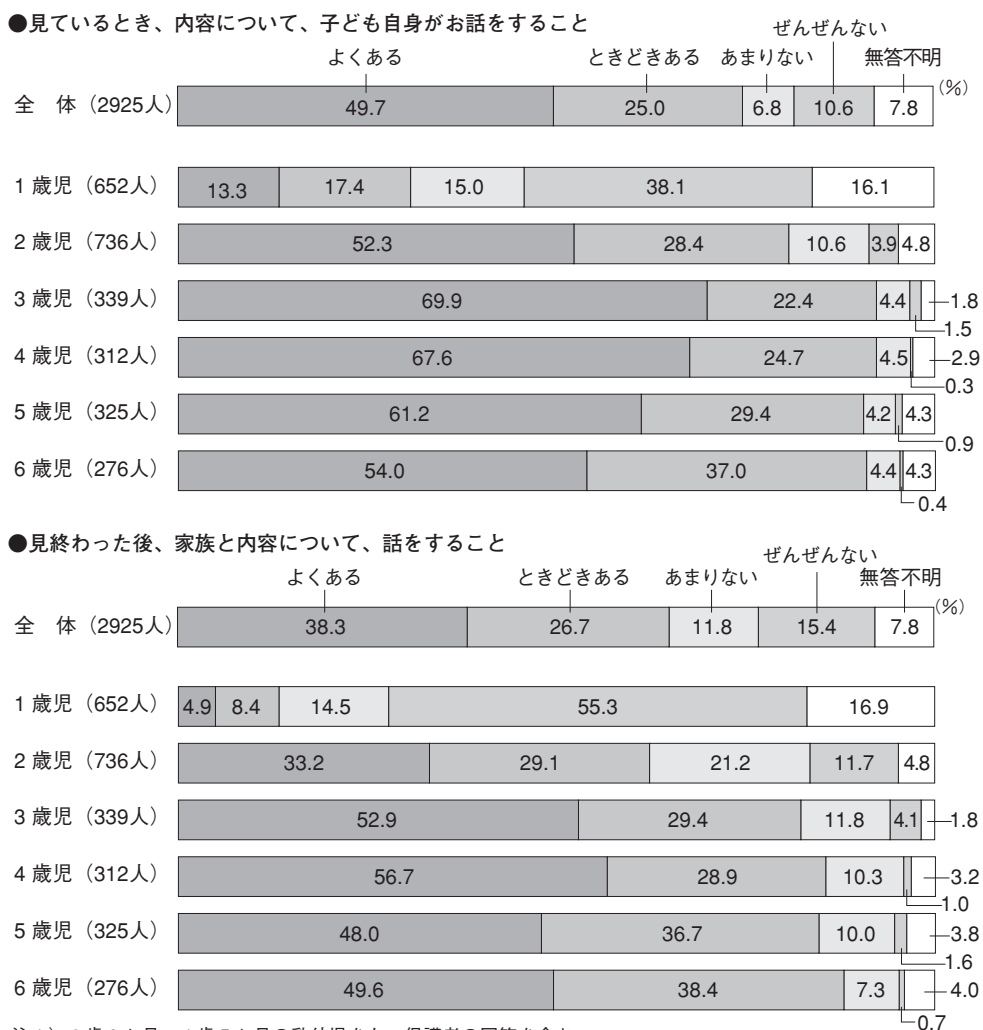 ●見ているとき、内容について、子ども自身がお話をすること
よくある ときどきある あまりない ぜんぜんない 無答不明
(%)
全　体（2925人） 49.7 25.0 6.8 10.6 7.8
1歳児（652人） 13.3 17.4 15.0 38.1 16.1
2歳児（736人） 52.3 28.4 10.6 3.9 4.8
3歳児（339人） 69.9 22.4 4.4 1.5 1.8
4歳児（312人） 67.6 24.7 4.5 0.3 2.9
5歳児（325人） 61.2 29.4 4.2 0.9 4.3
6歳児（276人） 54.0 37.0 4.4 0.4 4.3
●見終わった後、家族と内容について、話をすること
よくある ときどきある あまりない ぜんぜんない 無答不明
(%)
全　体（2925人） 38.3 26.7 11.8 15.4 7.8
1歳児（652人） 4.9 8.4 14.5 55.3 16.9
2歳児（736人） 33.2 29.1 21.2 11.7 4.8
3歳児（339人） 52.9 29.4 11.8 4.1 1.8
4歳児（312人） 56.7 28.9 10.3 1.0 3.2
5歳児（325人） 48.0 36.7 10.0 1.6 3.8
6歳児（276人） 49.6 38.4 7.3 0.7 4.0